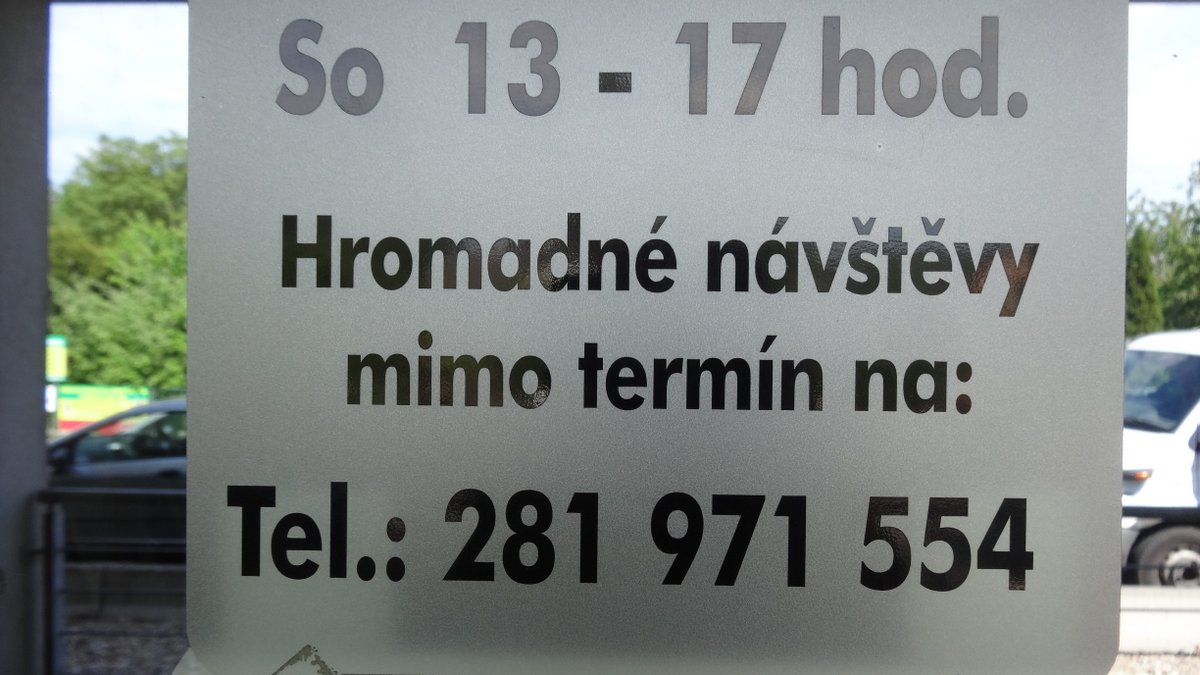 So 13 - 17 hod.
Hromadné návštěvy
mimo termín na:
Tel.: 281 971 554